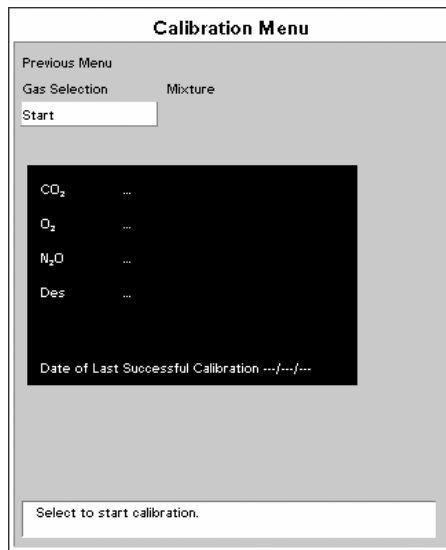 Calibration Menu
Previous Menu
Gas Selection Mixture
Start
CO₂ ...
O₂ ...
N₂O ...
Des ...
Date of Last Successful Calibration ---/---/---
Select to start calibration.